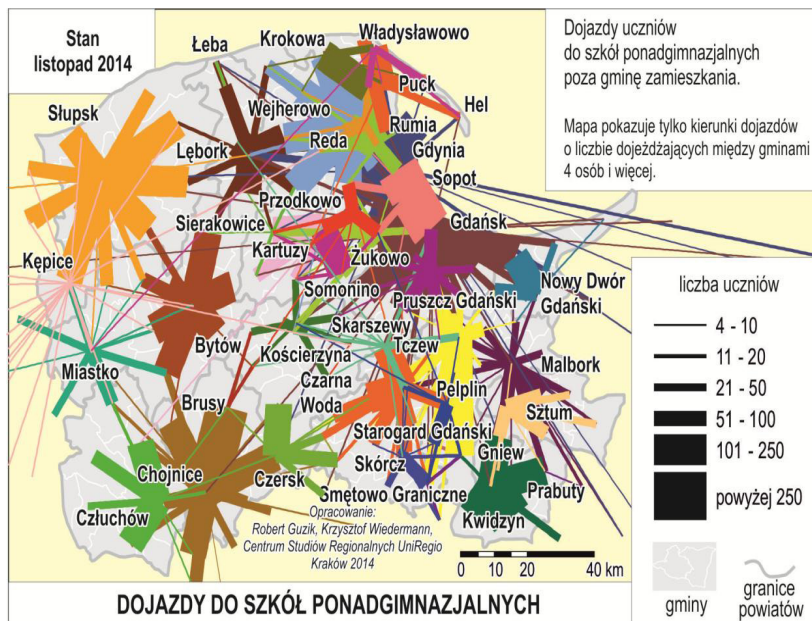 Stan
listopad 2014
Dojazdy uczniów
do szkół ponadgimnazjalnych
poza gminę zamieszkania.
Mapa pokazuje tylko kierunki dojazdów
o liczbie dojeżdżających między gminami
4 osób i więcej.
Władysławowo
Krokowa
Łeba
Puck
Wejherowo
Hel
Słupsk
Reda
Rumia
Lębork
Gdynia
Sopot
Przodkowo
Sierakowice
Gdańsk
Kartuzy
Żukowo
Kępice
Somonino
Pruszcz Gdański
Nowy Dwór
Gdański
Skarszewy
Bytów
Kościerzyna
Tczew
Miastko
Czarna
Woda
Malbork
Pelplin
Brusy
Sztum
Starogard Gdański
Gniew
Chojnice
Czersk
Skórcz
Smętowo Graniczne
Prabuty
Człuchów
Kwidzyn
liczba uczniów
4 - 10
11 - 20
21 - 50
51 - 100
101 - 250
powyżej 250
gminy
granice
powiatów
Opracowanie:
Robert Guzik, Krzysztof Wiedermann,
Centrum Studiów Regionalnych UniRegio
Kraków 2014
0 10 20 40 km
DOJAZDY DO SZKÓŁ PONADGIMNAZJALNYCH